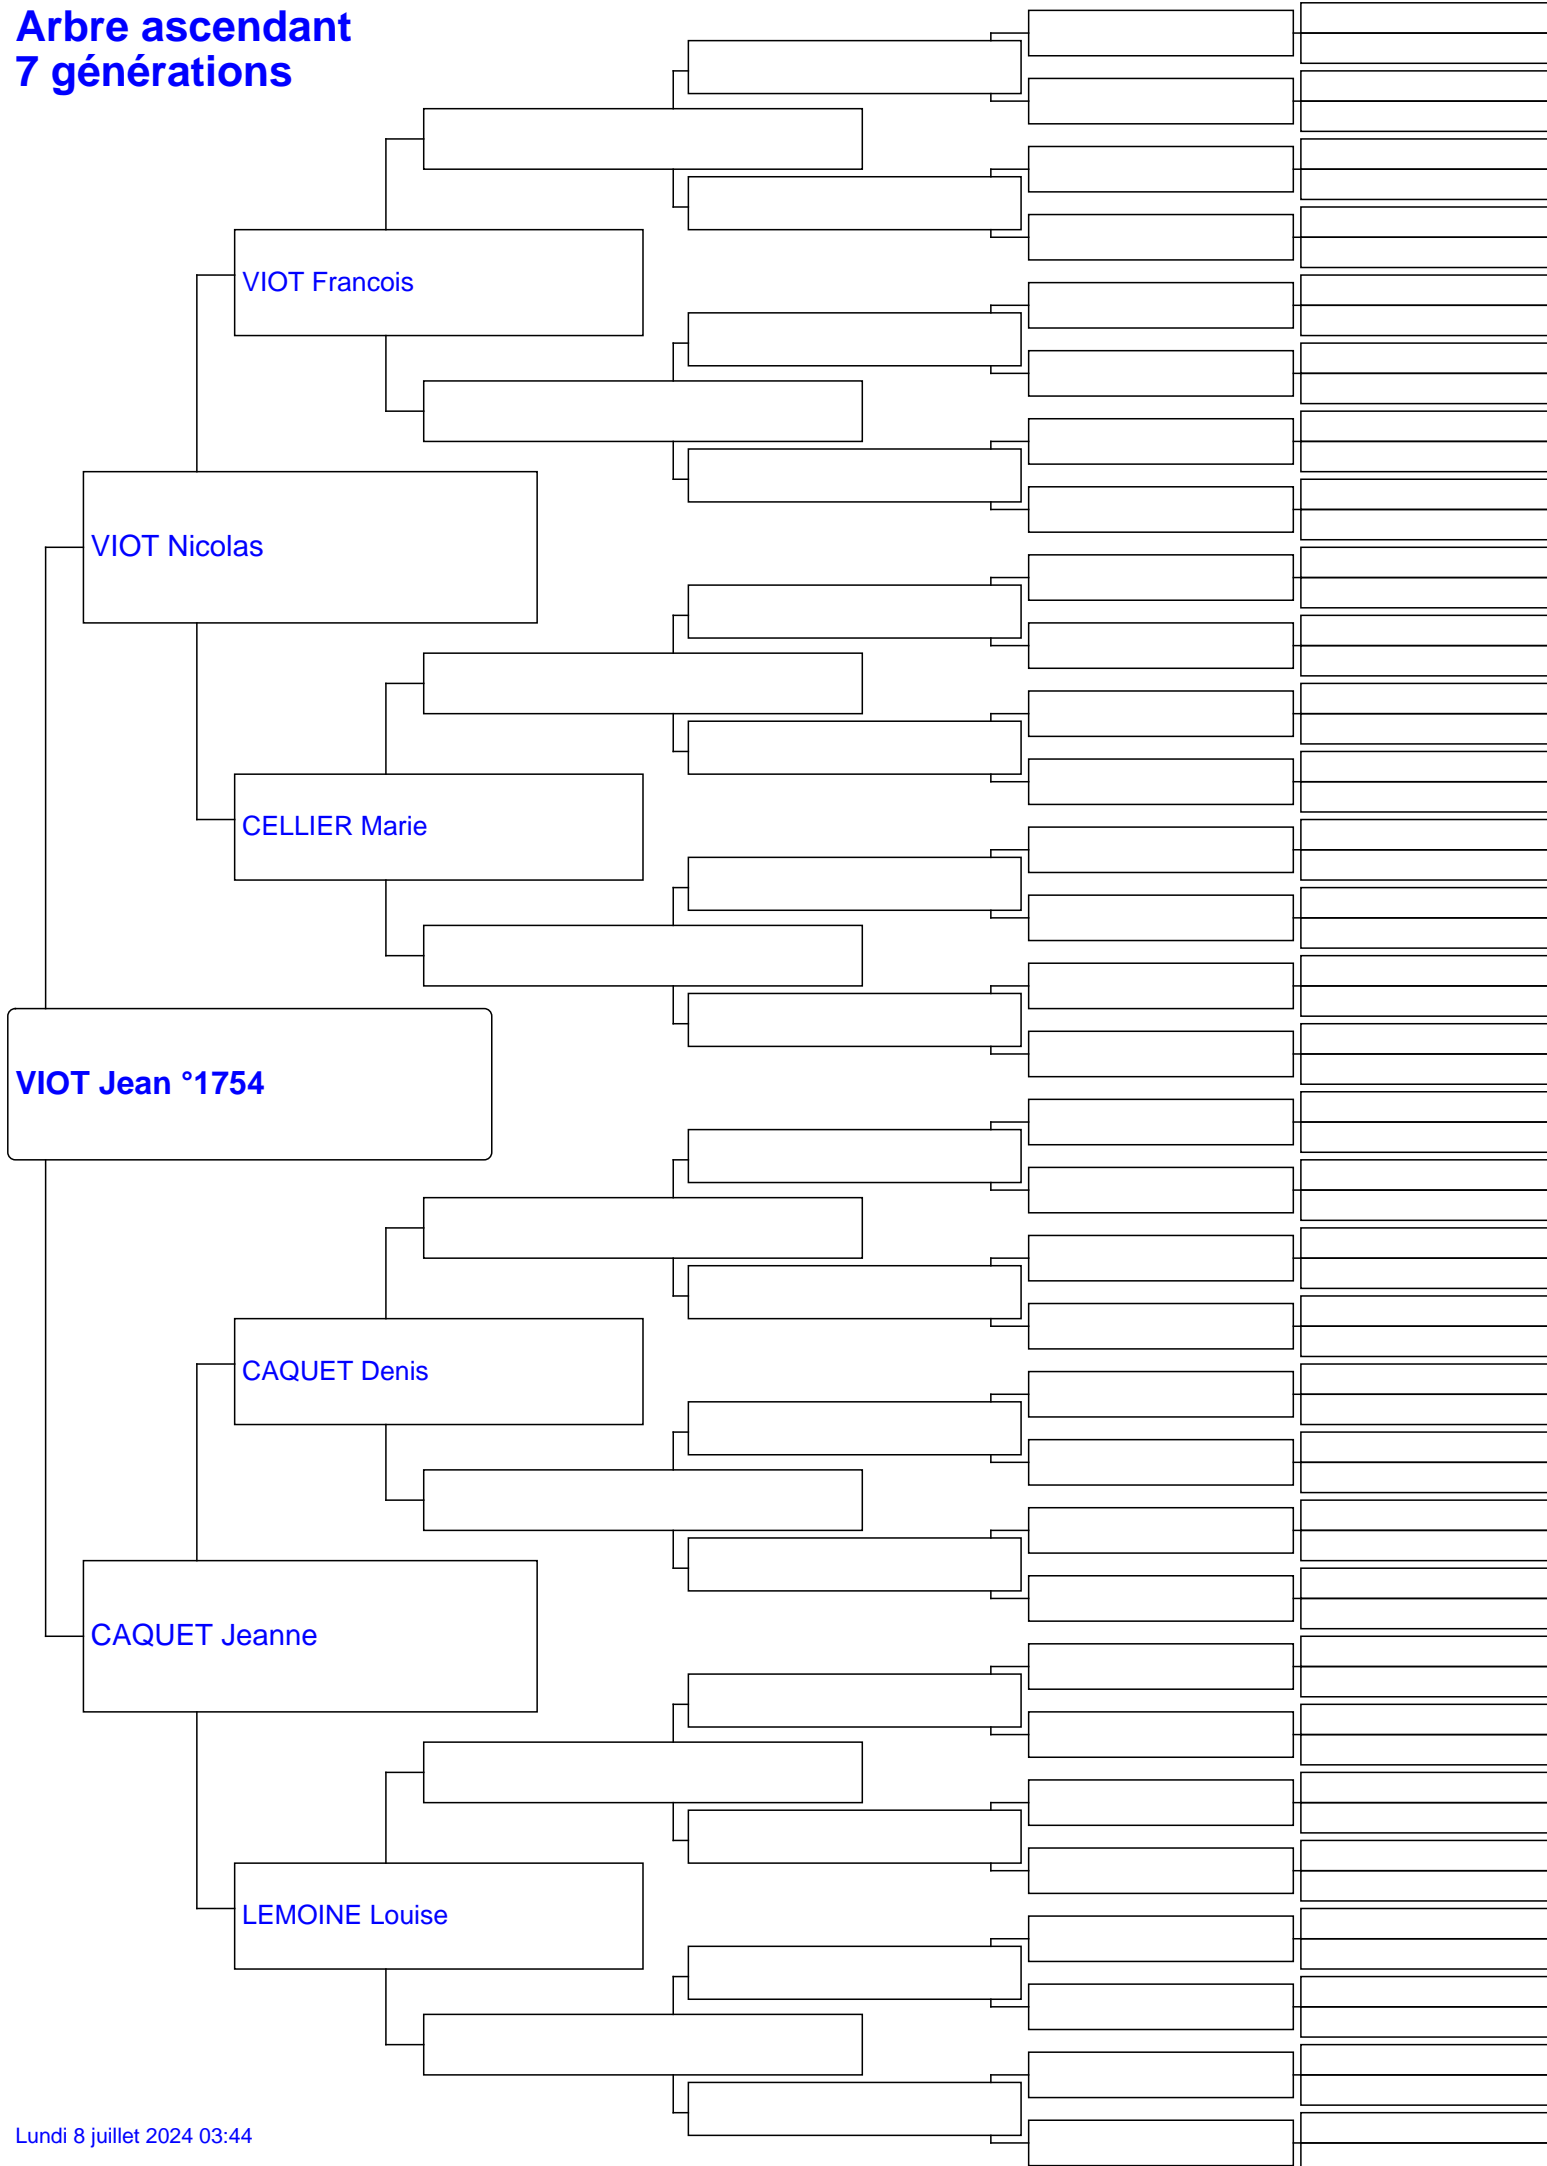 Arbre ascendant
7 générations
VIOT Francois
VIOT Nicolas
CELLIER Marie
VIOT Jean °1754
CAQUET Denis
CAQUET Jeanne
LEMOINE Louise
Lundi 8 juillet 2024 03:44